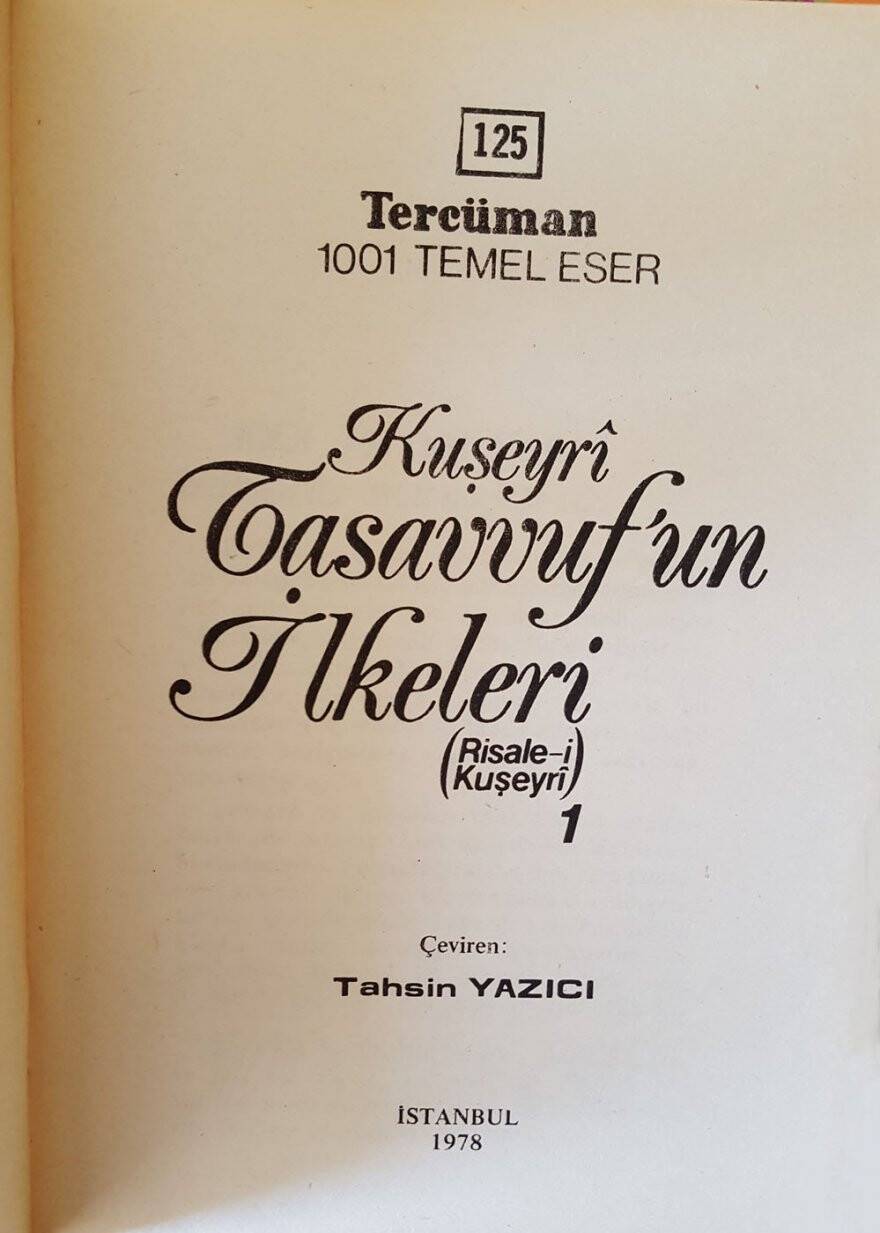 125
Tercüman
1001 TEMEL ESER
Kuşeyrî
Tasavvuf'un
İlkeleri
(Risale-i
Kuşeyrî)
1
Çeviren:
Tahsin YAZICI
İSTANBUL
1978